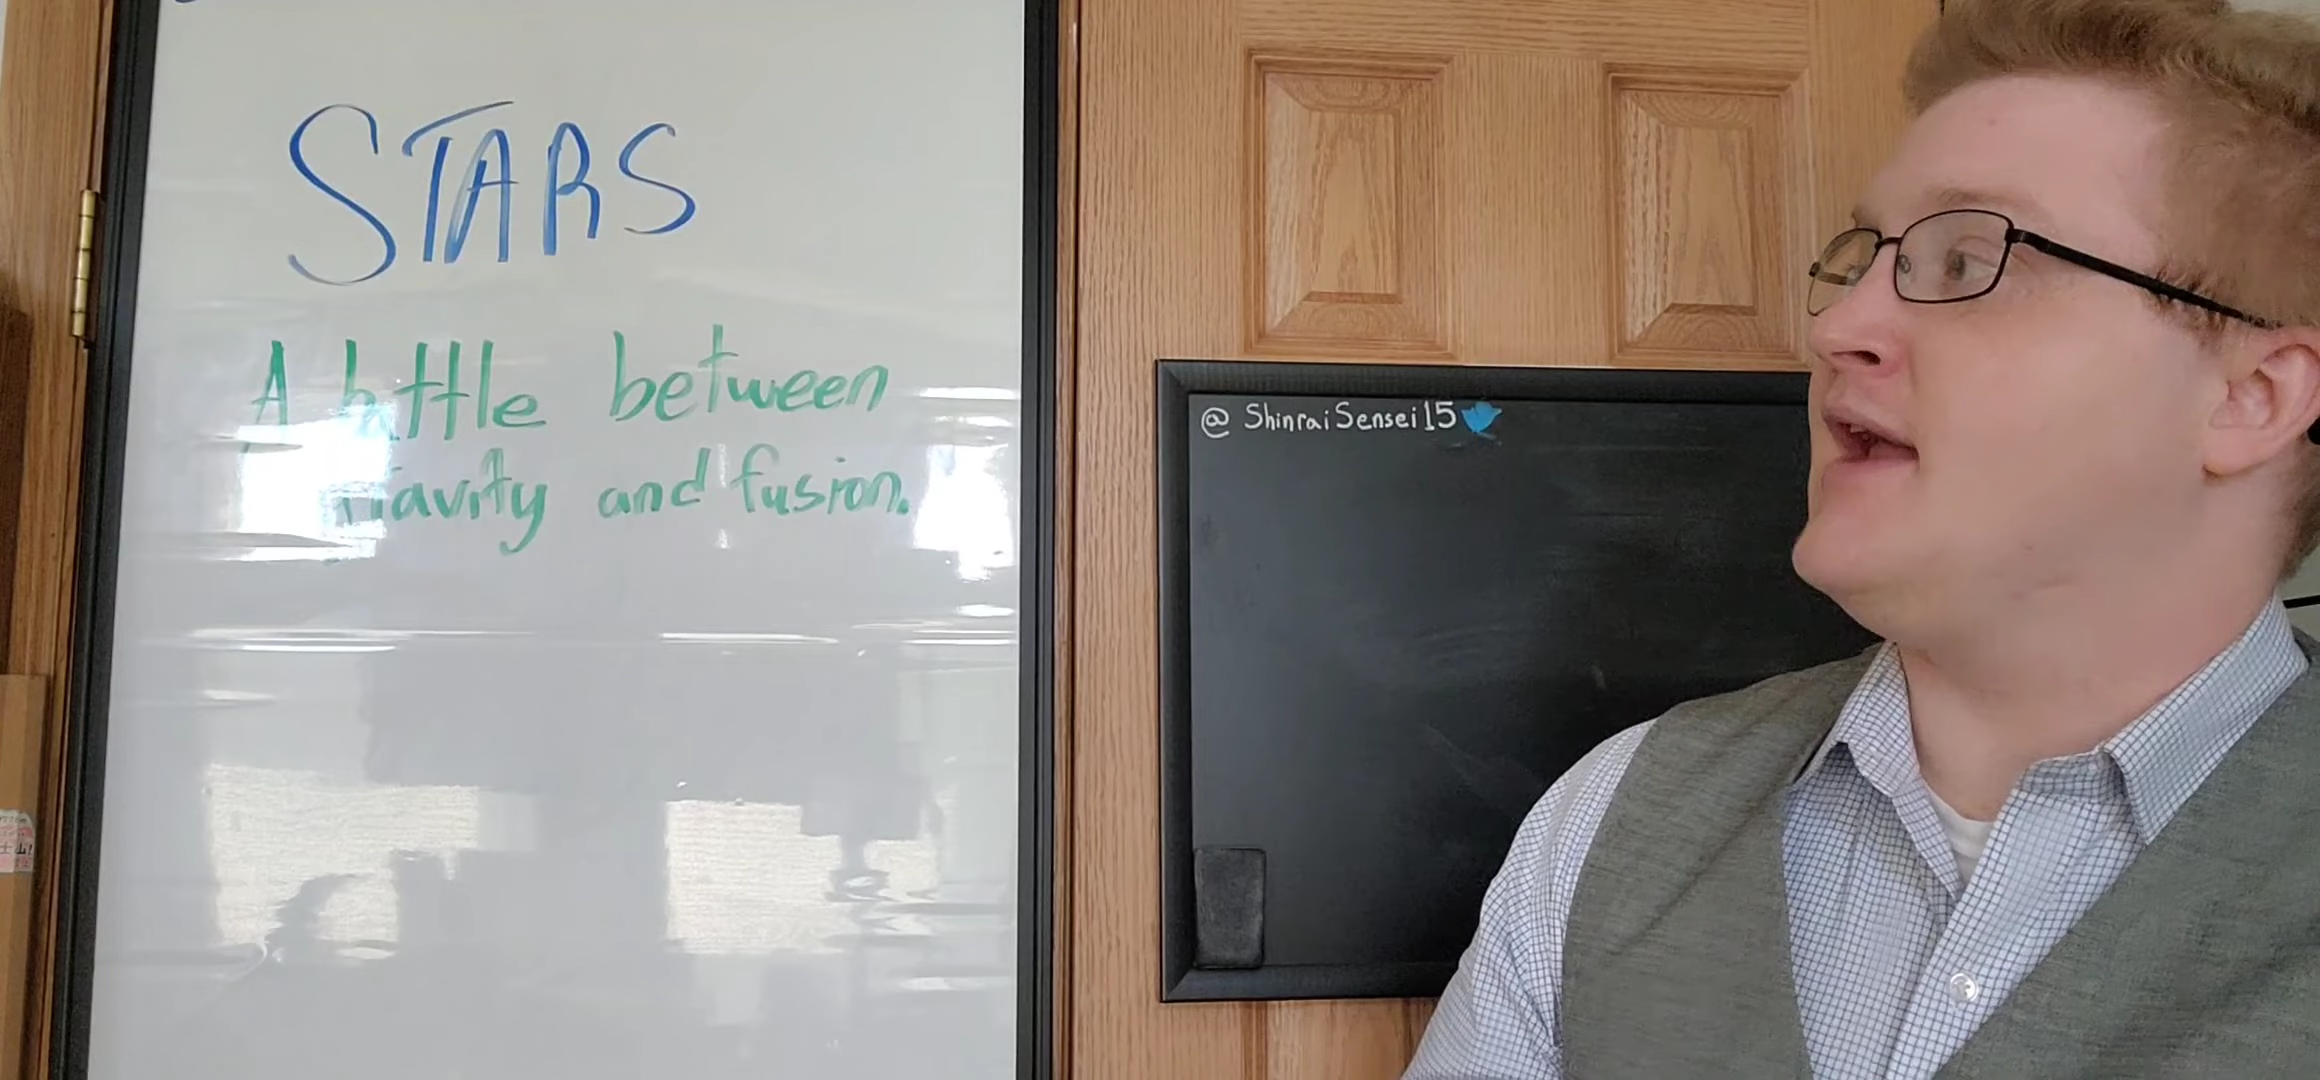 STARS
A battle between
gravity and fusion.
@ShinraiSensei15